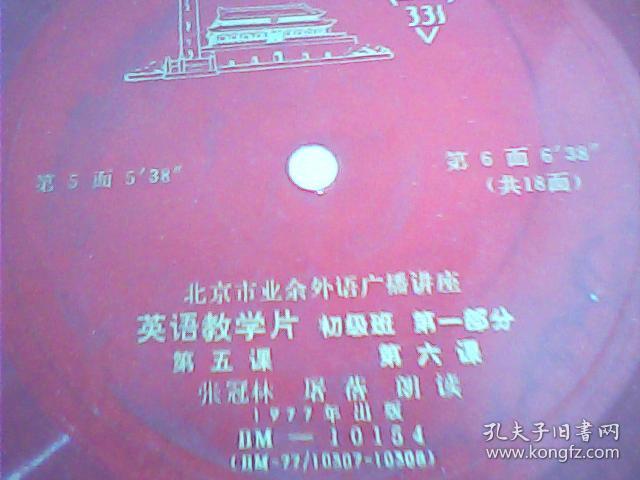 33⅓
第 5 面 5′38″
第 6 面 6′38″
(共18面)
北京市业余外语广播讲座
英语教学片 初级班 第一部分
第五课 第六课
张冠林 屠蓓 朗读
1977年出版
BM—10154
(BM-77/10307-10308)
孔夫子旧书网
www.kongfz.com